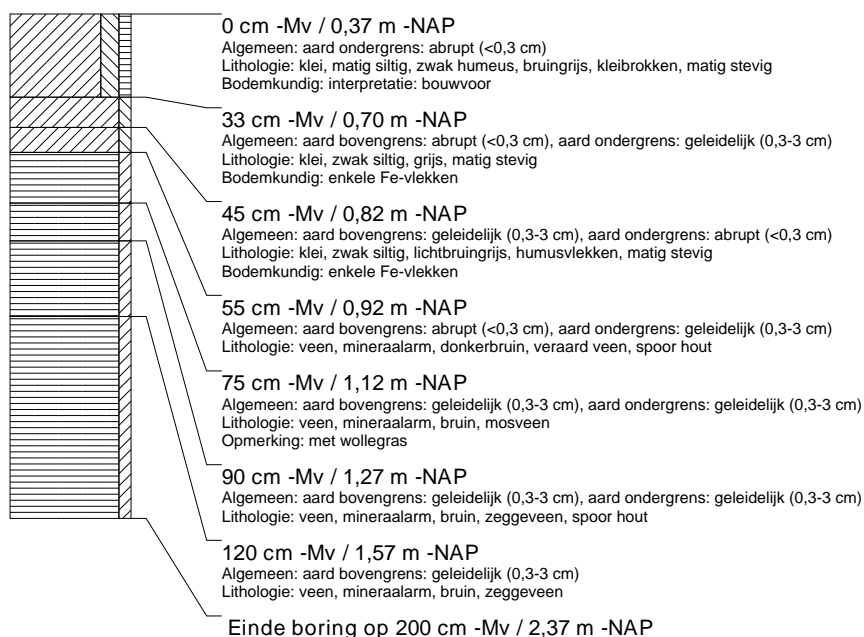 0 cm -Mv / 0,37 m -NAP
Algemeen: aard ondergrens: abrupt (<0,3 cm)
Lithologie: klei, matig siltig, zwak humeus, bruingrijs, kleibrokken, matig stevig
Bodemkundig: interpretatie: bouwvoor
33 cm -Mv / 0,70 m -NAP
Algemeen: aard bovengrens: abrupt (<0,3 cm), aard ondergrens: geleidelijk (0,3-3 cm)
Lithologie: klei, zwak siltig, grijs, matig stevig
Bodemkundig: enkele Fe-vlekken
45 cm -Mv / 0,82 m -NAP
Algemeen: aard bovengrens: geleidelijk (0,3-3 cm), aard ondergrens: abrupt (<0,3 cm)
Lithologie: klei, zwak siltig, lichtbruingrijs, humusvlekken, matig stevig
Bodemkundig: enkele Fe-vlekken
55 cm -Mv / 0,92 m -NAP
Algemeen: aard bovengrens: abrupt (<0,3 cm), aard ondergrens: geleidelijk (0,3-3 cm)
Lithologie: veen, mineraalarm, donkerbruin, veraard veen, spoor hout
75 cm -Mv / 1,12 m -NAP
Algemeen: aard bovengrens: geleidelijk (0,3-3 cm), aard ondergrens: geleidelijk (0,3-3 cm)
Lithologie: veen, mineraalarm, bruin, mosveen
Opmerking: met wollegras
90 cm -Mv / 1,27 m -NAP
Algemeen: aard bovengrens: geleidelijk (0,3-3 cm), aard ondergrens: geleidelijk (0,3-3 cm)
Lithologie: veen, mineraalarm, bruin, zeggeveen, spoor hout
120 cm -Mv / 1,57 m -NAP
Algemeen: aard bovengrens: geleidelijk (0,3-3 cm)
Lithologie: veen, mineraalarm, bruin, zeggeveen
Einde boring op 200 cm -Mv / 2,37 m -NAP